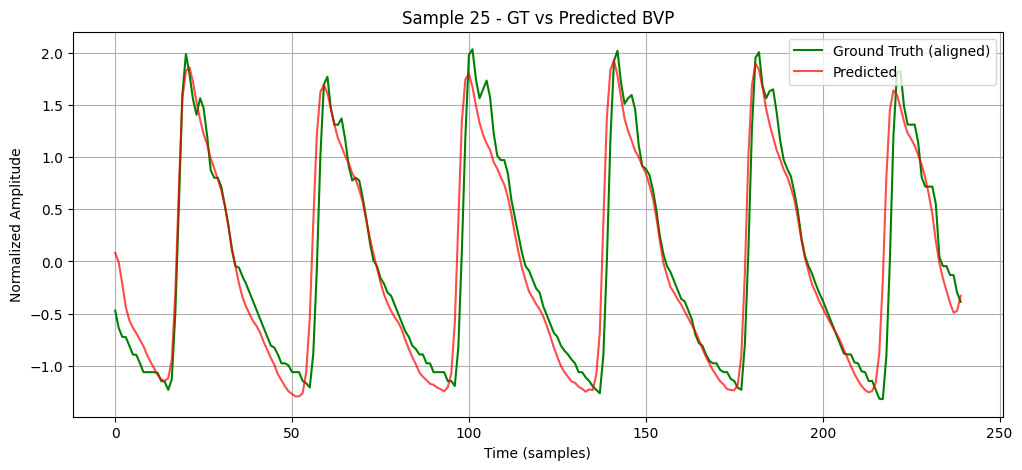 Sample 25 - GT vs Predicted BVP
Ground Truth (aligned)
Predicted
Normalized Amplitude
2.0
1.5
1.0
0.5
0.0
−0.5
−1.0
0 50 100 150 200 250
Time (samples)